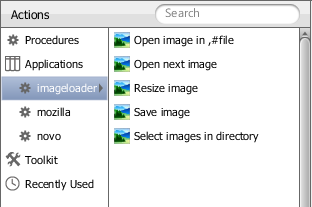 Actions
Search
Procedures
Applications
imageloader
mozilla
novo
Toolkit
Recently Used
Open image in ,#file
Open next image
Resize image
Save image
Select images in directory